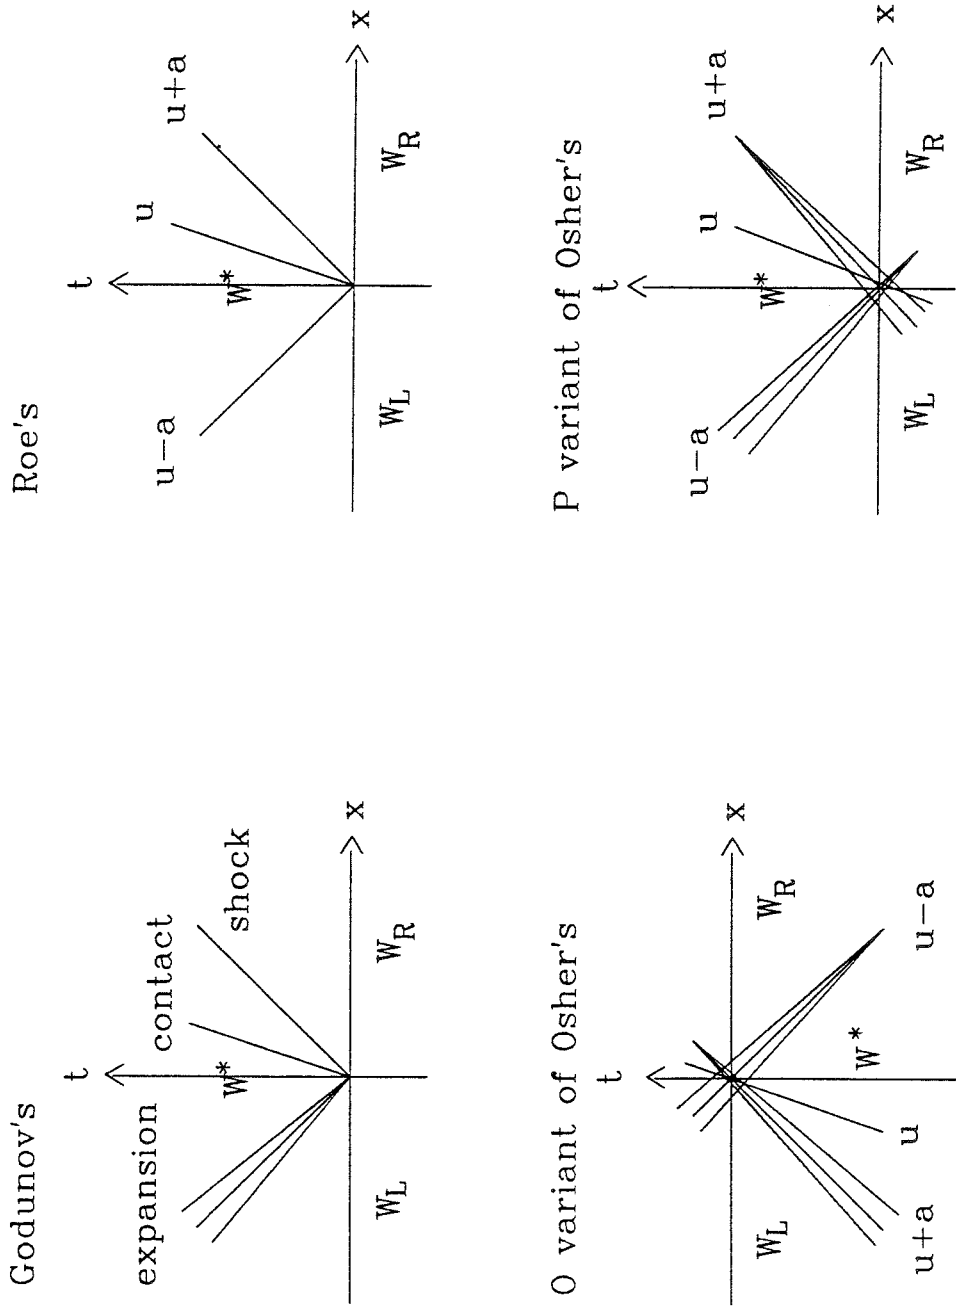 Godunov's
t
expansion
contact
W*
shock
W_L
W_R
x
Roe's
t
u-a
u
u+a
W*
W_L
W_R
x
O variant of Osher's
t
W_L
W_R
x
W*
u+a
u
u-a
P variant of Osher's
t
u-a
u
u+a
W*
W_L
W_R
x